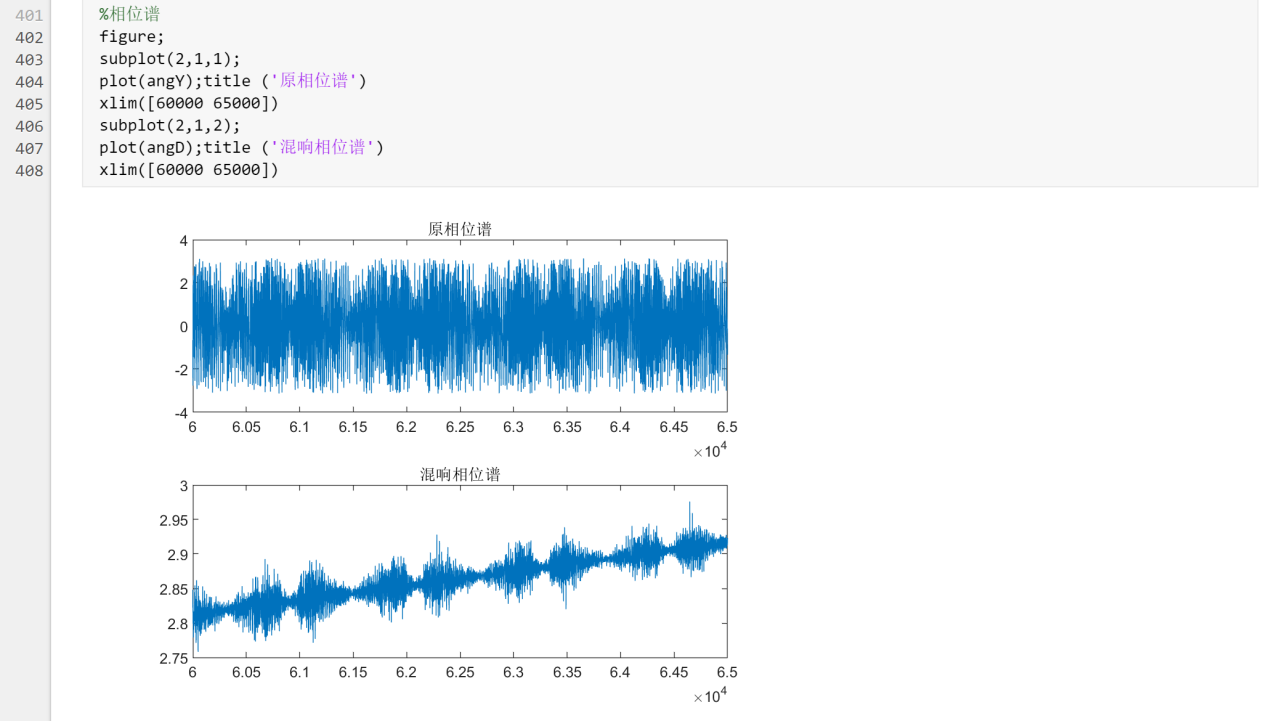 401 %相位谱
402 figure;
403 subplot(2,1,1);
404 plot(angY);title ('原相位谱')
405 xlim([60000 65000])
406 subplot(2,1,2);
407 plot(angD);title ('混响相位谱')
408 xlim([60000 65000])
原相位谱
4
2
0
-2
-4
6 6.05 6.1 6.15 6.2 6.25 6.3 6.35 6.4 6.45 6.5
×10⁴
混响相位谱
3
2.95
2.9
2.85
2.8
2.75
6 6.05 6.1 6.15 6.2 6.25 6.3 6.35 6.4 6.45 6.5
×10⁴